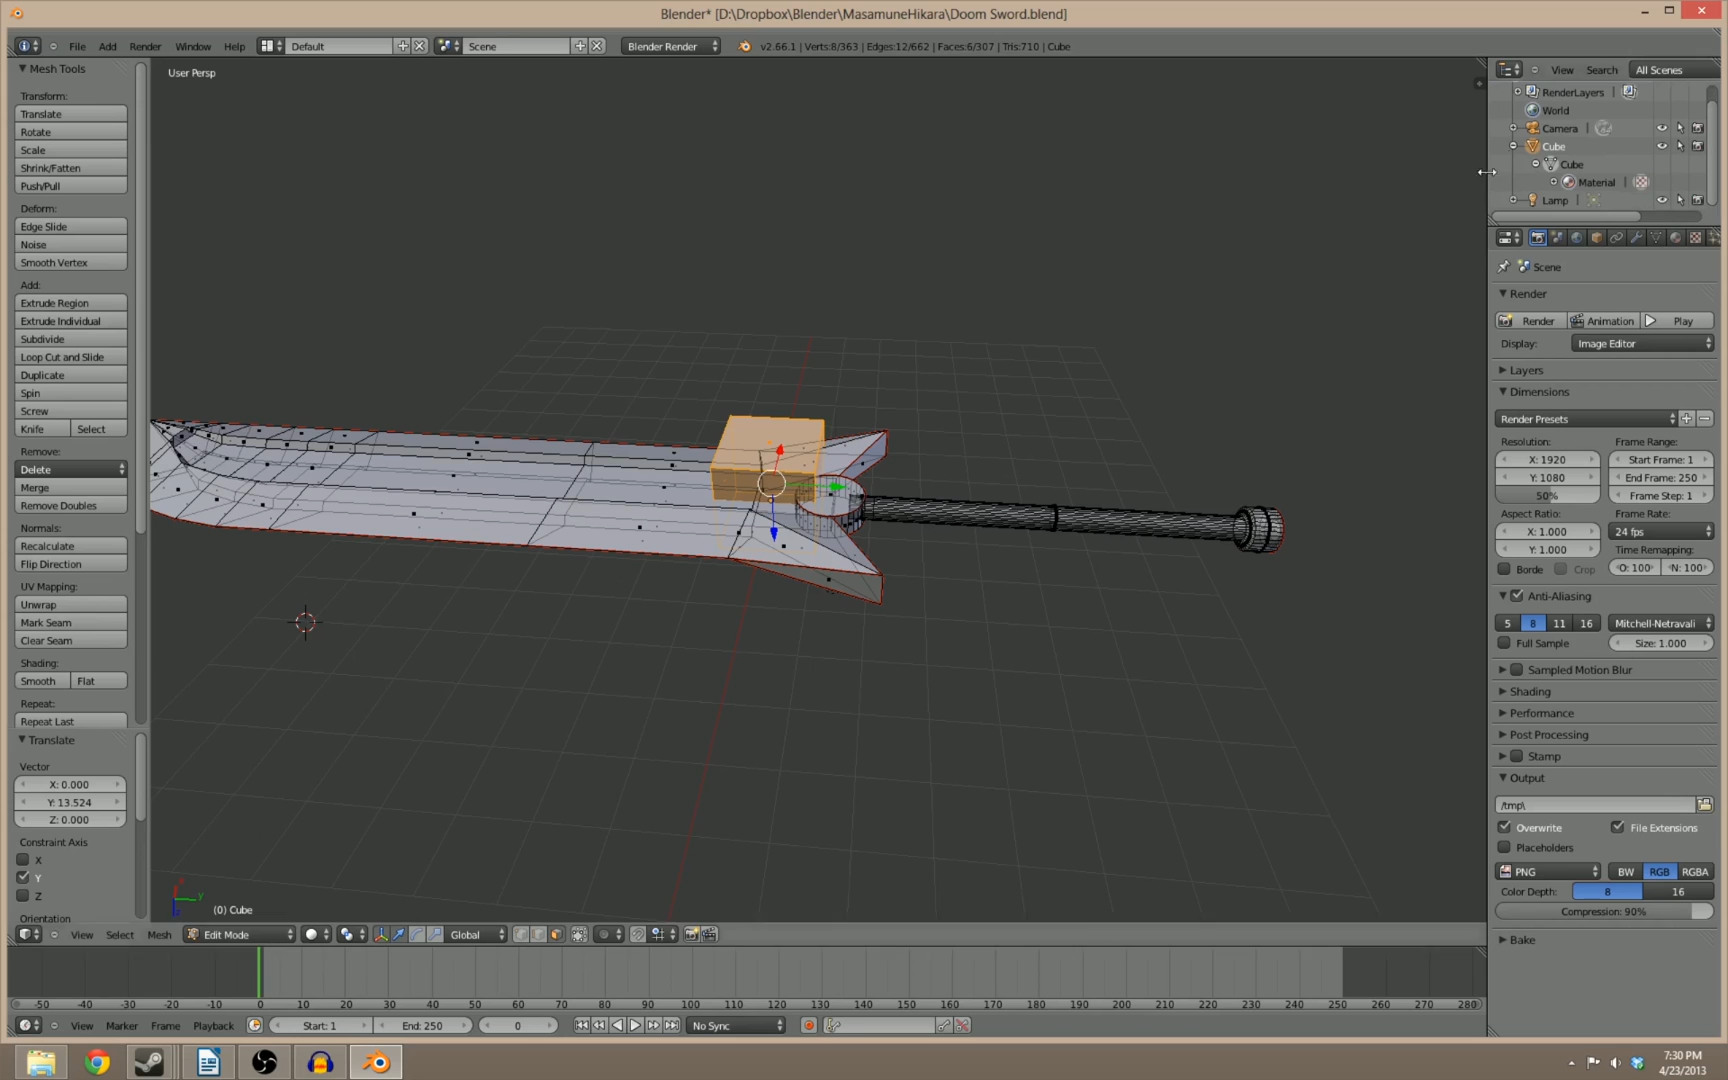 Blender* [D:\Dropbox\Blender\MasamuneHikara\Doom Sword.blend]
File Add Render Window Help Default Scene Blender Render v2.66.1 | Verts:8/363 | Edges:12/662 | Faces:6/307 | Tris:710 | Cube
Mesh Tools
Transform:
Translate
Rotate
Scale
Shrink/Fatten
Push/Pull
Deform:
Edge Slide
Noise
Smooth Vertex
Add:
Extrude Region
Extrude Individual
Subdivide
Loop Cut and Slide
Duplicate
Spin
Screw
Knife Select
Remove:
Delete
Merge
Remove Doubles
Normals:
Recalculate
Flip Direction
UV Mapping:
Unwrap
Mark Seam
Clear Seam
Shading:
Smooth Flat
Repeat:
Repeat Last
Translate
Vector
X: 0.000
Y: 13.524
Z: 0.000
Constraint Axis
X
Y
Z
Orientation
User Persp
(0) Cube
View Select Mesh Edit Mode Global
-50 -40 -30 -20 -10 0 10 20 30 40 50 60 70 80 90 100 110 120 130 140 150 160 170 180 190 200 210 220 230 240 250 260 270 280
View Marker Frame Playback Start: 1 End: 250 0 No Sync
View Search All Scenes
RenderLayers
World
Camera
Cube
Cube
Material
Lamp
Scene
Render
Render Animation Play
Display: Image Editor
Layers
Dimensions
Render Presets
Resolution: Frame Range:
X: 1920 Start Frame: 1
Y: 1080 End Frame: 250
50% Frame Step: 1
Aspect Ratio: Frame Rate:
X: 1.000 24 fps
Y: 1.000 Time Remapping:
Borde Crop O: 100 N: 100
Anti-Aliasing
5 8 11 16 Mitchell-Netravali
Full Sample Size: 1.000
Sampled Motion Blur
Shading
Performance
Post Processing
Stamp
Output
/tmp\
Overwrite File Extensions
Placeholders
PNG BW RGB RGBA
Color Depth: 8 16
Compression: 90%
Bake
7:30 PM
4/23/2013